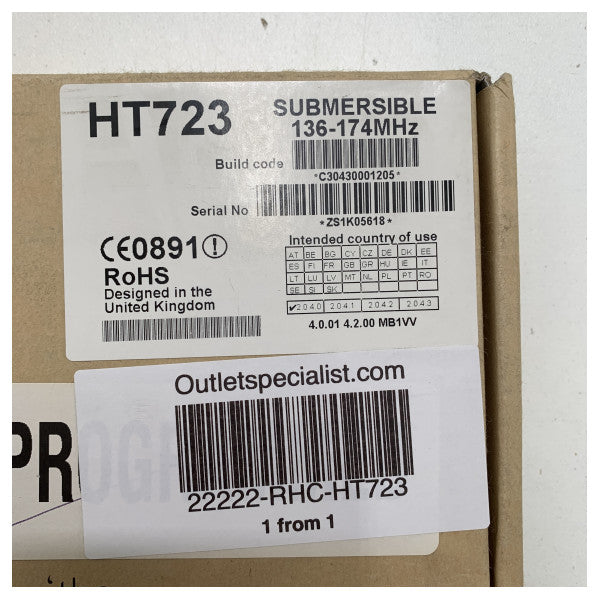 HT723
SUBMERSIBLE
136-174MHz
Build code
*C30430001205*
Serial No
*ZS1K05618*
CE0891
RoHS
Designed in the
United Kingdom
Intended country of use
AT BE BG CY CZ DE DK EE
ES FI FR GB GR HU IE IT
LT LU LV MT NL PL PT RO
SE SI SK
✓2040 2041 2042 2043
4.0.01 4.2.00 MB1VV
Outletspecialist.com
PROG
22222-RHC-HT723
1 from 1